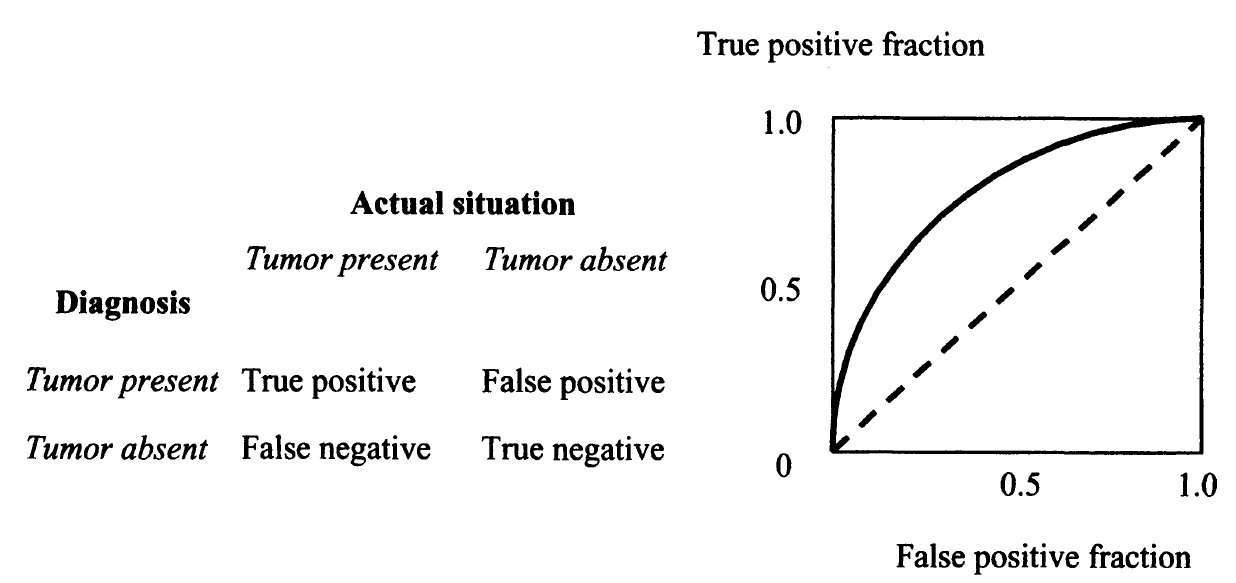 Actual situation
Tumor present Tumor absent
Diagnosis
Tumor present True positive False positive
Tumor absent False negative True negative
True positive fraction
1.0
0.5
0
0.5 1.0
False positive fraction